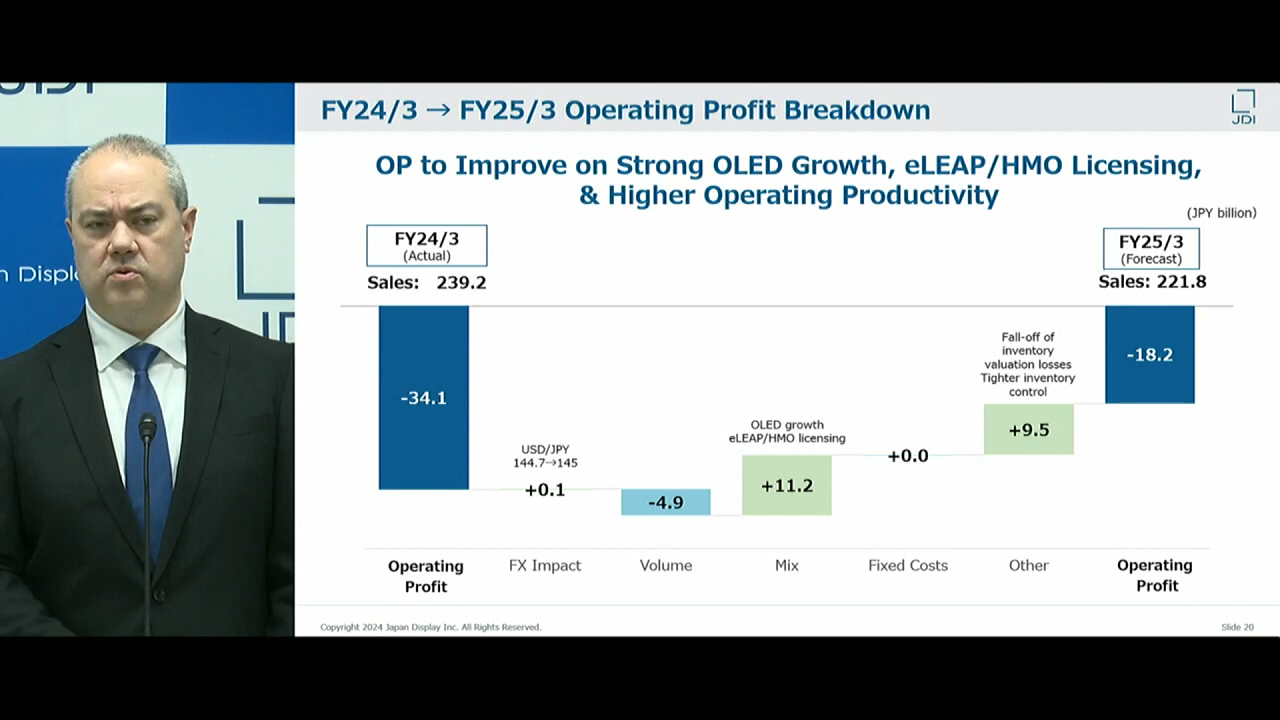 FY24/3 → FY25/3 Operating Profit Breakdown
JDI
OP to Improve on Strong OLED Growth, eLEAP/HMO Licensing,
& Higher Operating Productivity
(JPY billion)
FY24/3
(Actual)
Sales: 239.2
FY25/3
(Forecast)
Sales: 221.8
-34.1
USD/JPY
144.7→145
+0.1
-4.9
OLED growth
eLEAP/HMO licensing
+11.2
+0.0
Fall-off of
inventory
valuation losses
Tighter inventory
control
+9.5
-18.2
Operating
Profit
FX Impact
Volume
Mix
Fixed Costs
Other
Operating
Profit
Copyright 2024 Japan Display Inc. All Rights Reserved.
Slide 20